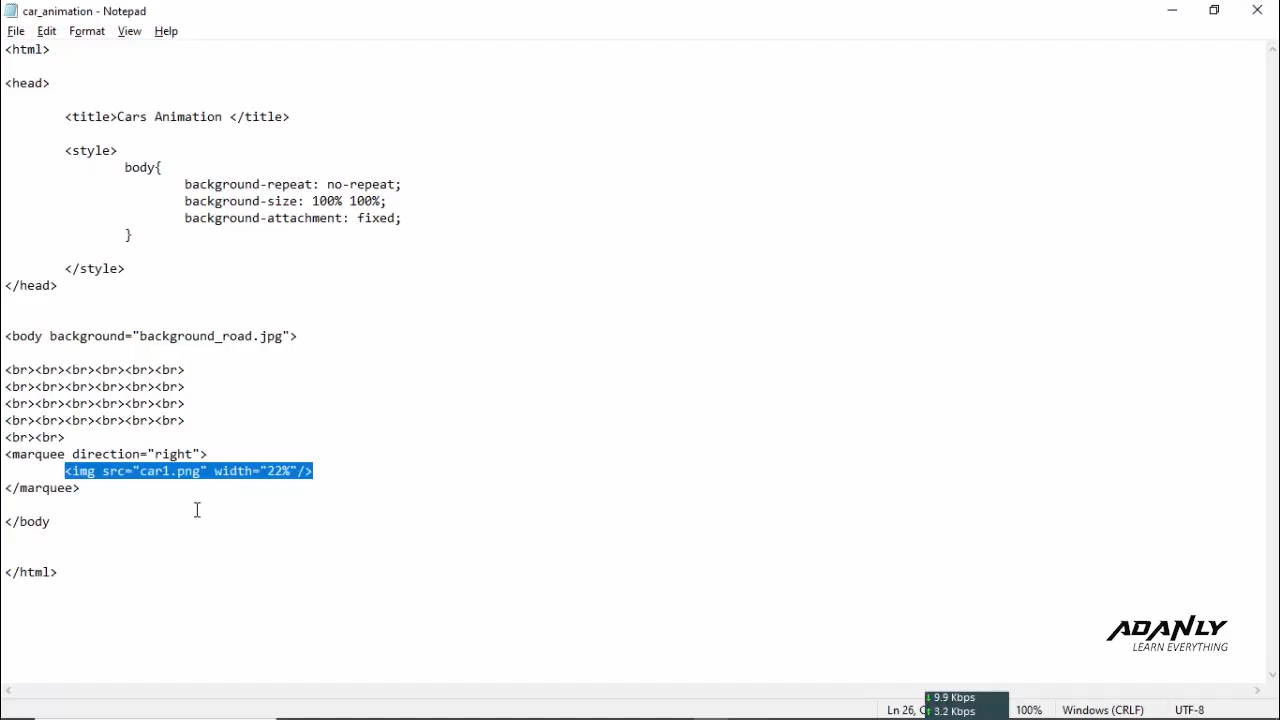 car_animation - Notepad
File Edit Format View Help
<html>
<head>
<title>Cars Animation </title>
<style>
body{
background-repeat: no-repeat;
background-size: 100% 100%;
background-attachment: fixed;
}
</style>
</head>
<body background="background_road.jpg">
<br><br><br><br><br><br>
<br><br><br><br><br><br>
<br><br><br><br><br><br>
<br><br><br><br><br><br>
<br><br>
<marquee direction="right">
<img src="car1.png" width="22%"/>
</marquee>
</body
</html>
ADANLY
LEARN EVERYTHING
9.9 Kbps
Ln 26, C
3.2 Kbps
100%
Windows (CRLF)
UTF-8